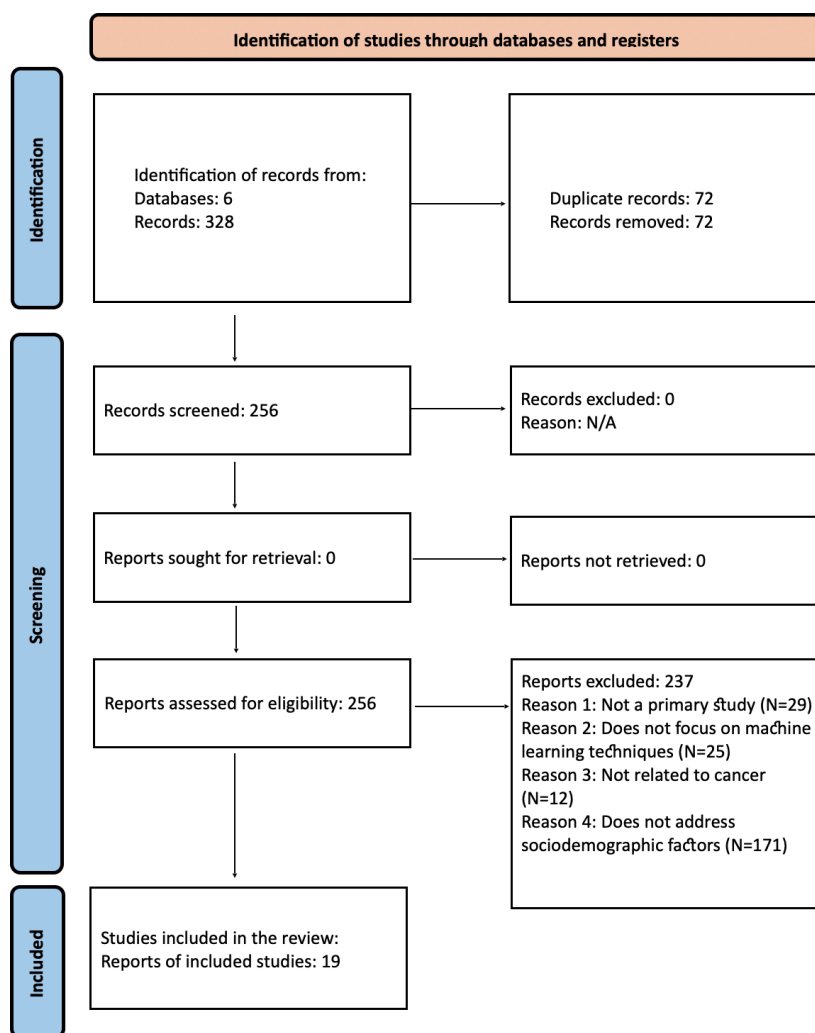 Identification of studies through databases and registers
Identification
Identification of records from:
Databases: 6
Records: 328
Duplicate records: 72
Records removed: 72
Screening
Records screened: 256
Records excluded: 0
Reason: N/A
Reports sought for retrieval: 0
Reports not retrieved: 0
Reports assessed for eligibility: 256
Reports excluded: 237
Reason 1: Not a primary study (N=29)
Reason 2: Does not focus on machine
learning techniques (N=25)
Reason 3: Not related to cancer
(N=12)
Reason 4: Does not address
sociodemographic factors (N=171)
Included
Studies included in the review:
Reports of included studies: 19